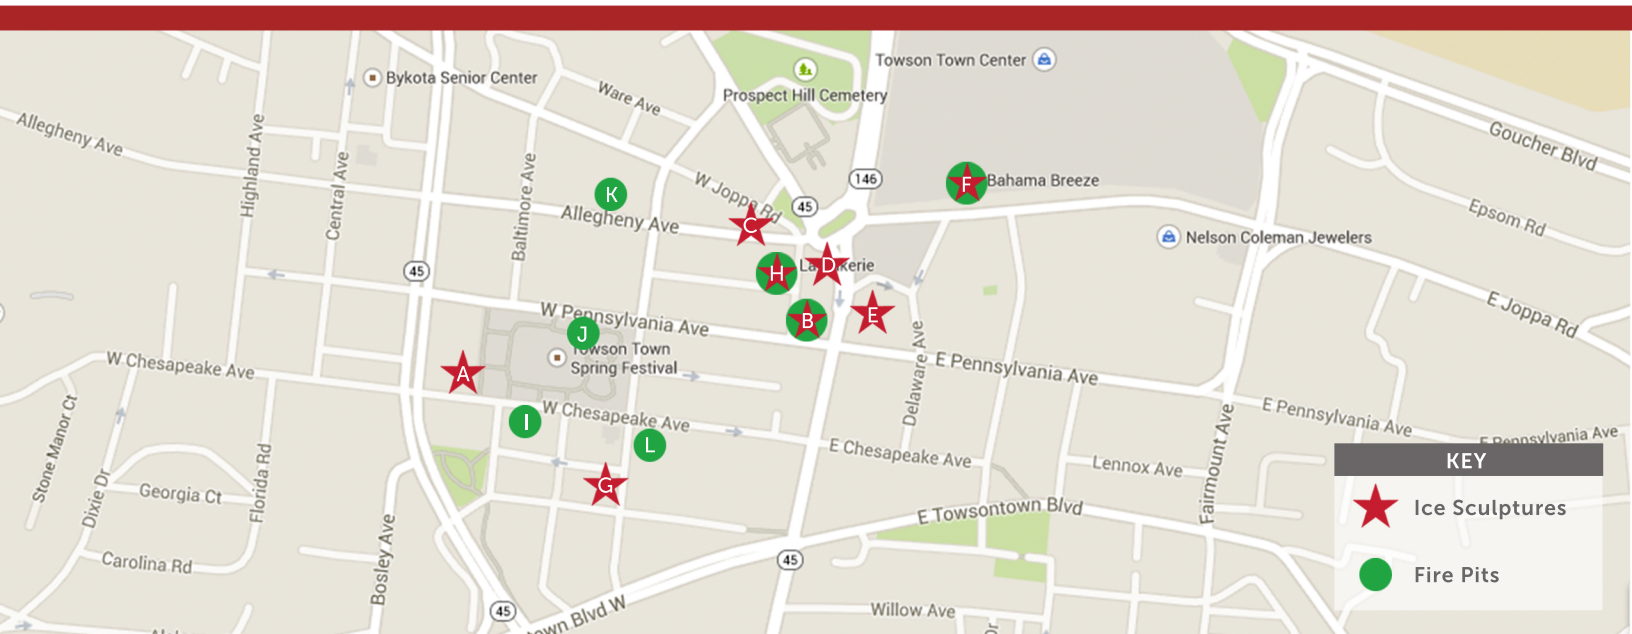 Towson Town Center
Bykota Senior Center
Prospect Hill Cemetery
Ware Ave
Allegheny Ave
Highland Ave
Central Ave
Baltimore Ave
Goucher Blvd
W Joppa Rd
146
45
K
F
Bahama Breeze
Allegheny Ave
C
Epsom Rd
Nelson Coleman Jewelers
45
H
D
E Joppa Rd
W Pennsylvania Ave
B
E
J
Towson Town
Spring Festival
W Chesapeake Ave
A
E Pennsylvania Ave
Delaware Ave
W Chesapeake Ave
I
L
E Pennsylvania Ave
E Pennsylvania Ave
E Chesapeake Ave
Fairmount Ave
Lennox Ave
Stone Manor Ct
Dixie Dr
Georgia Ct
Florida Rd
G
E Towsontown Blvd
KEY
Ice Sculptures
Fire Pits
Carolina Rd
Bosley Ave
45
45
Blvd W
Willow Ave